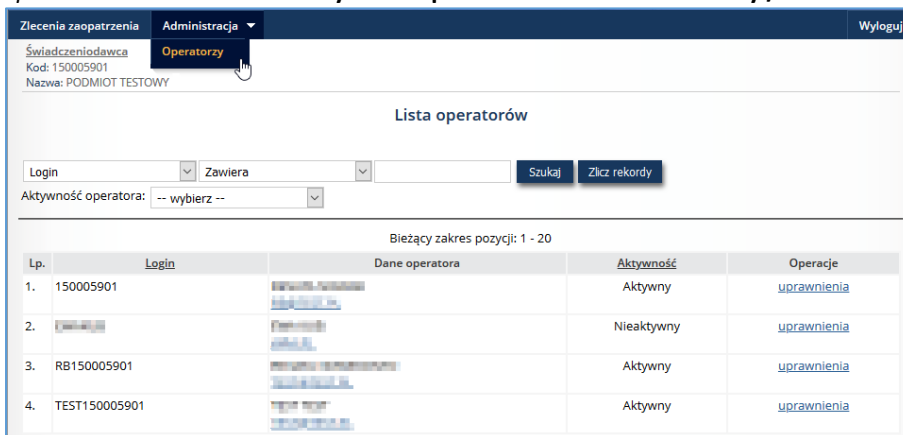 Zlecenia zaopatrzenia Administracja Wyloguj
Operatorzy
Świadczeniodawca
Kod: 150005901
Nazwa: PODMIOT TESTOWY
Lista operatorów
Login Zawiera Szukaj Zlicz rekordy
Aktywność operatora: -- wybierz --
Bieżący zakres pozycji: 1 - 20
Lp. Login Dane operatora Aktywność Operacje
1. 150005901 Aktywny uprawnienia
2. Nieaktywny uprawnienia
3. RB150005901 Aktywny uprawnienia
4. TEST150005901 Aktywny uprawnienia